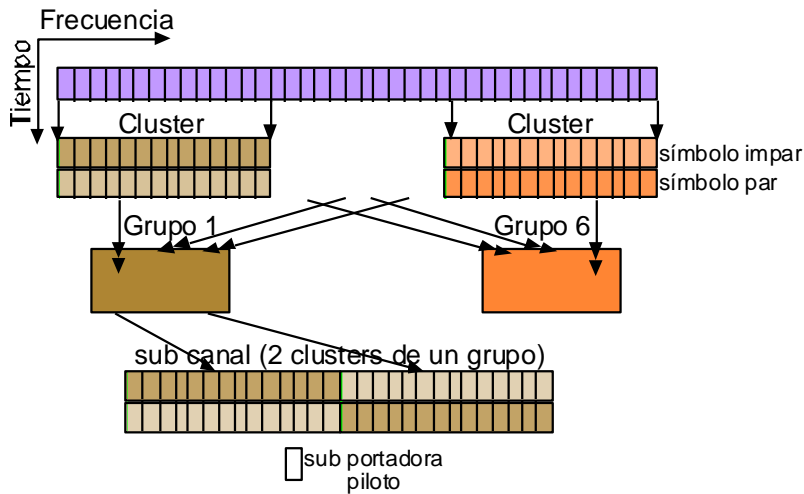 Frecuencia
Tiempo
Cluster
Cluster
símbolo impar
símbolo par
Grupo 1
Grupo 6
sub canal (2 clusters de un grupo)
sub portadora
piloto